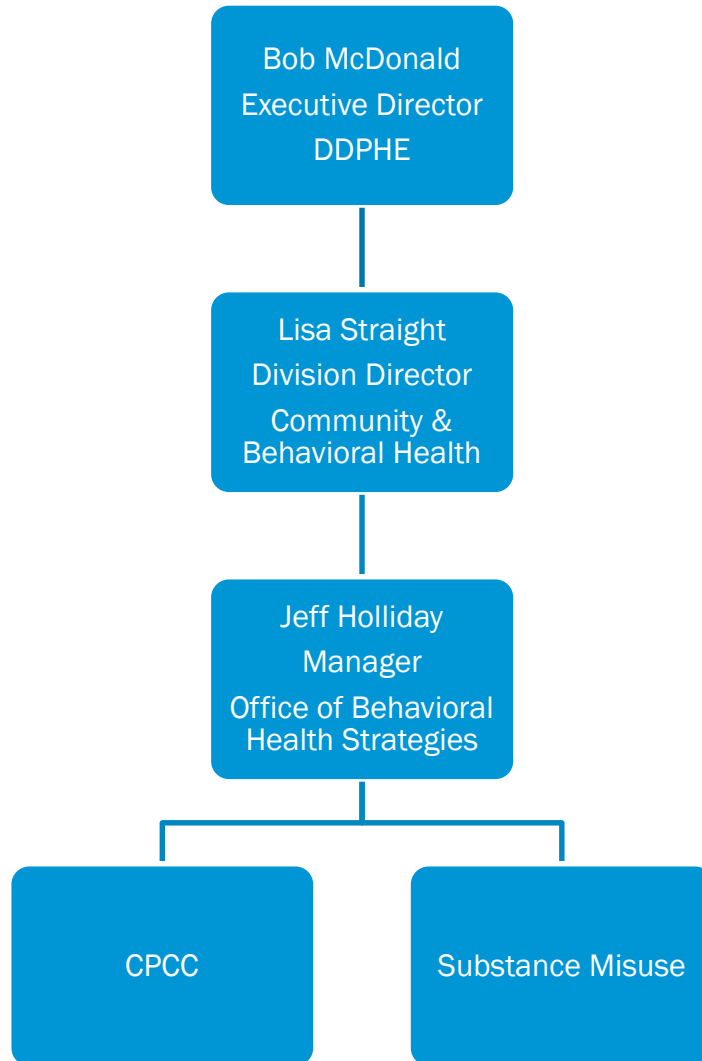 Bob McDonald
Executive Director
DDPHE
Lisa Straight
Division Director
Community &
Behavioral Health
Jeff Holliday
Manager
Office of Behavioral
Health Strategies
CPCC
Substance Misuse